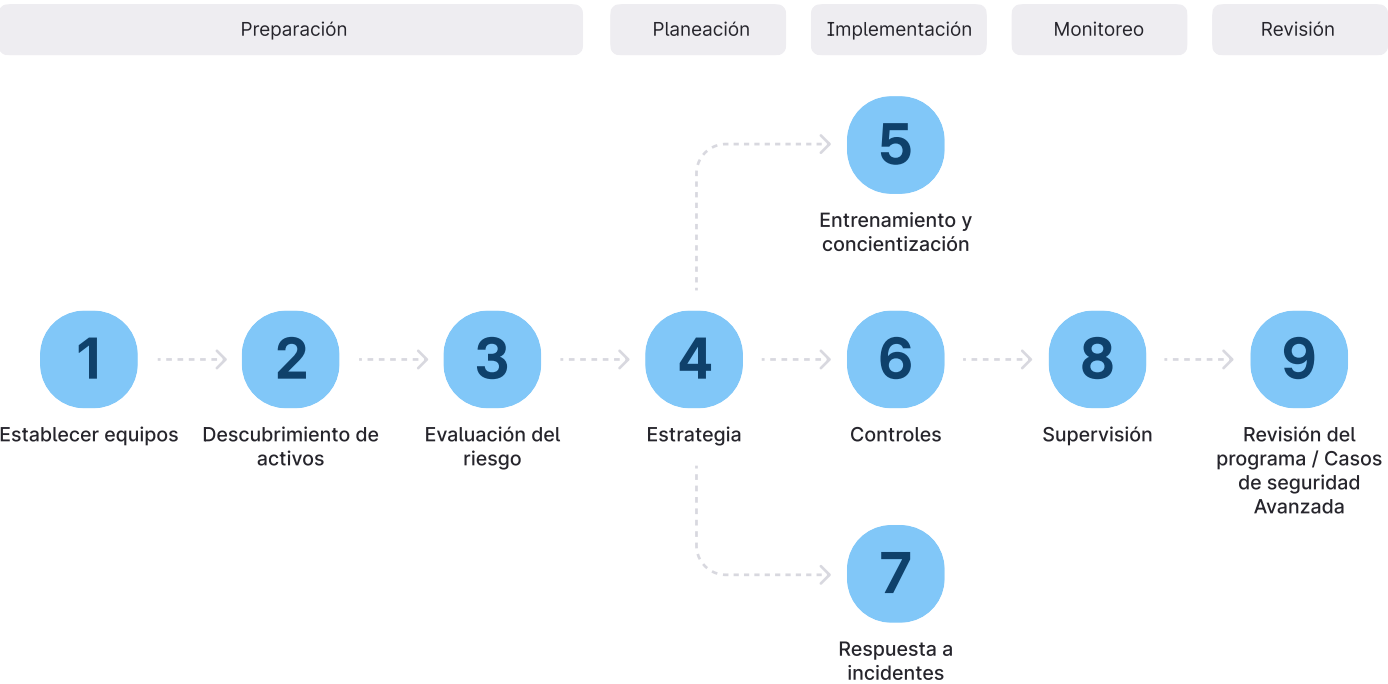 Preparación
Planeación
Implementación
Monitoreo
Revisión
1
Establecer equipos
2
Descubrimiento de
activos
3
Evaluación del
riesgo
4
Estrategia
5
Entrenamiento y
concientización
6
Controles
7
Respuesta a
incidentes
8
Supervisión
9
Revisión del
programa / Casos
de seguridad
Avanzada